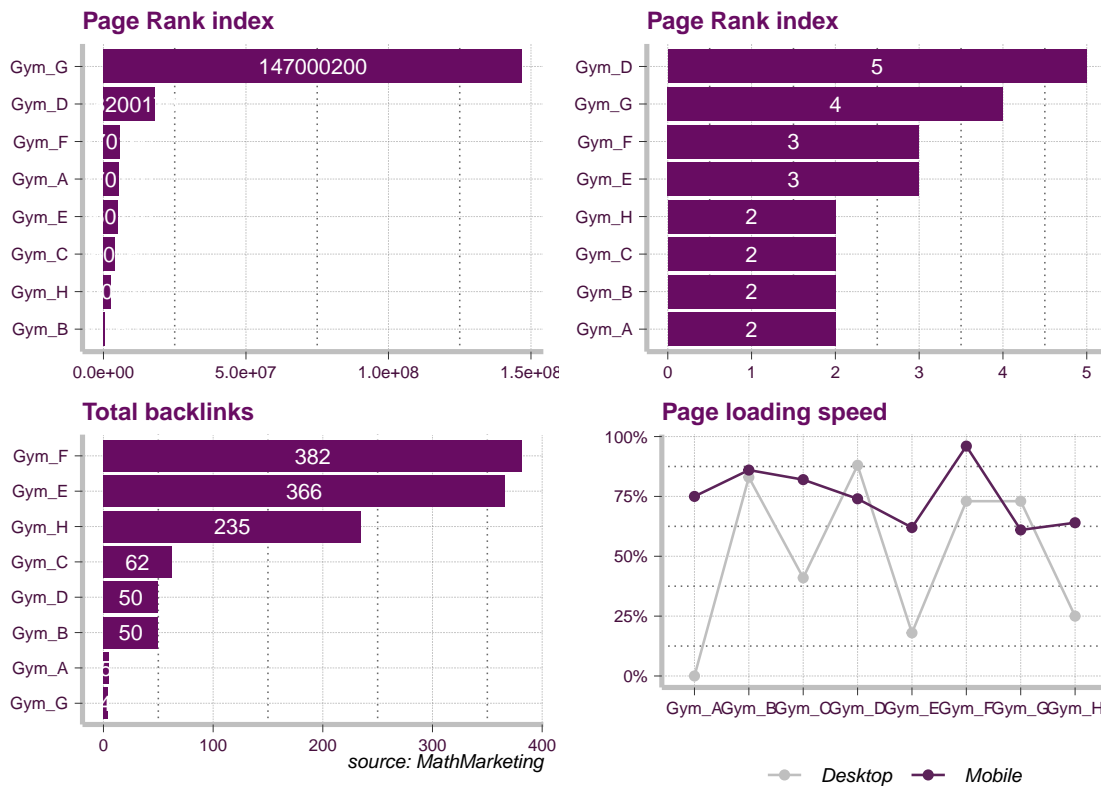 Page Rank index
Gym_G
147000200
Gym_D
Gym_F
Gym_A
Gym_E
Gym_C
Gym_H
Gym_B
0.0e+00
5.0e+07
1.0e+08
Page Rank index
Gym_D
5
Gym_G
4
Gym_F
3
Gym_E
3
Gym_H
2
Gym_C
2
Gym_B
2
Gym_A
2
0 1 2 3 4 5
Total backlinks
Gym_F
382
Gym_E
366
Gym_H
235
Gym_C
62
Gym_D
50
Gym_B
50
Gym_A
Gym_G
4
0 100 200 300 400
source: MathMarketing
Page loading speed
100%
75%
50%
25%
0%
Gym_A Gym_B Gym_C Gym_D Gym_E Gym_F Gym_G Gym_H
Desktop Mobile